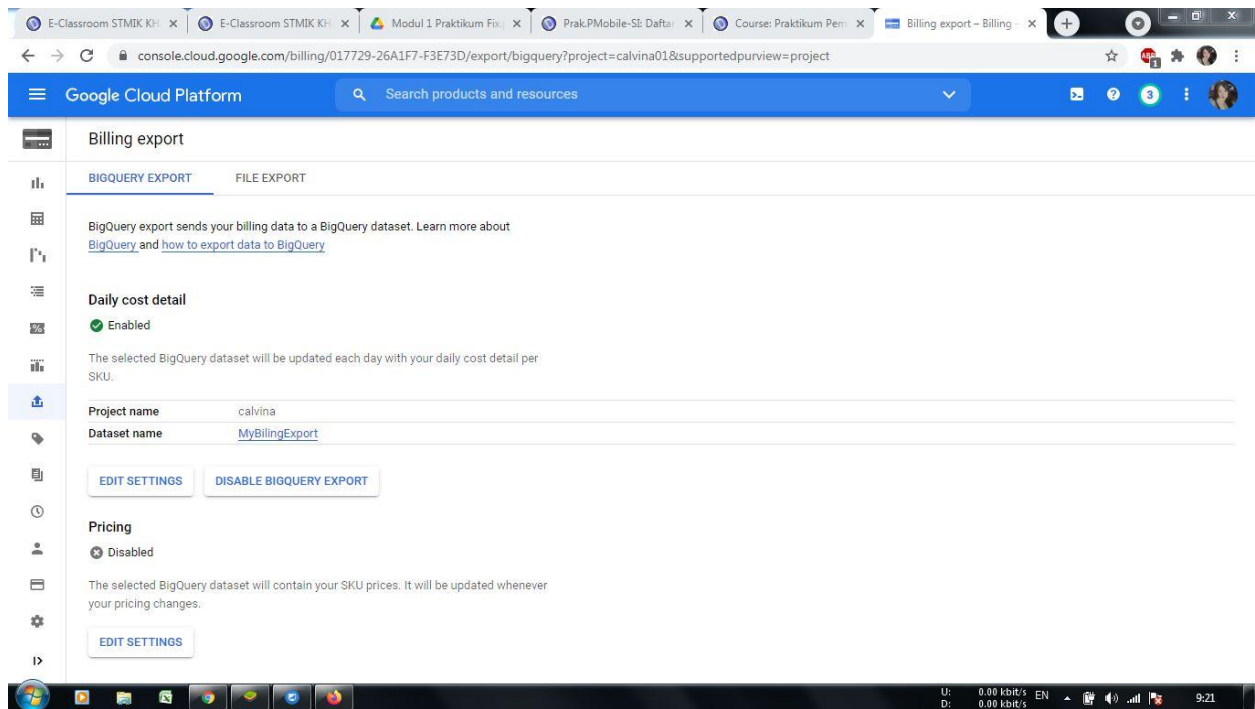 E-Classroom STMIK KH
E-Classroom STMIK KH
Modul 1 Praktikum Fix
Prak.PMobile-SI: Daftar
Course: Praktikum Pem
Billing export – Billing –
console.cloud.google.com/billing/017729-26A1F7-F3E73D/export/bigquery?project=calvina01&supportedpurview=project
Google Cloud Platform
Search products and resources
3
Billing export
BIGQUERY EXPORT
FILE EXPORT
BigQuery export sends your billing data to a BigQuery dataset. Learn more about
BigQuery and how to export data to BigQuery
Daily cost detail
Enabled
The selected BigQuery dataset will be updated each day with your daily cost detail per
SKU.
Project name calvina
Dataset name MyBilingExport
EDIT SETTINGS
DISABLE BIGQUERY EXPORT
Pricing
Disabled
The selected BigQuery dataset will contain your SKU prices. It will be updated whenever
your pricing changes.
EDIT SETTINGS
U: 0.00 kbit/s
D: 0.00 kbit/s
EN
9:21